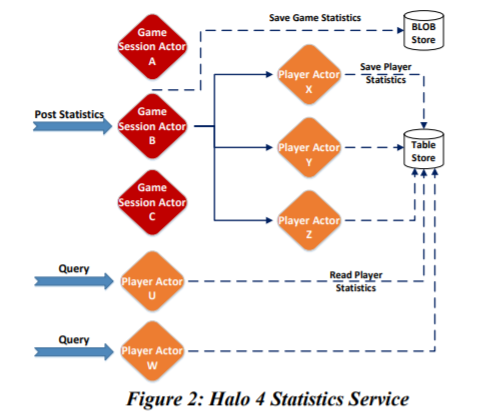 Game
Session Actor
A
Save Game Statistics
BLOB
Store
Post Statistics
Game
Session Actor
B
Player Actor
X
Save Player
Statistics
Player Actor
Y
Table
Store
Game
Session Actor
C
Player Actor
Z
Query
Player Actor
U
Read Player
Statistics
Query
Player Actor
W
Figure 2: Halo 4 Statistics Service